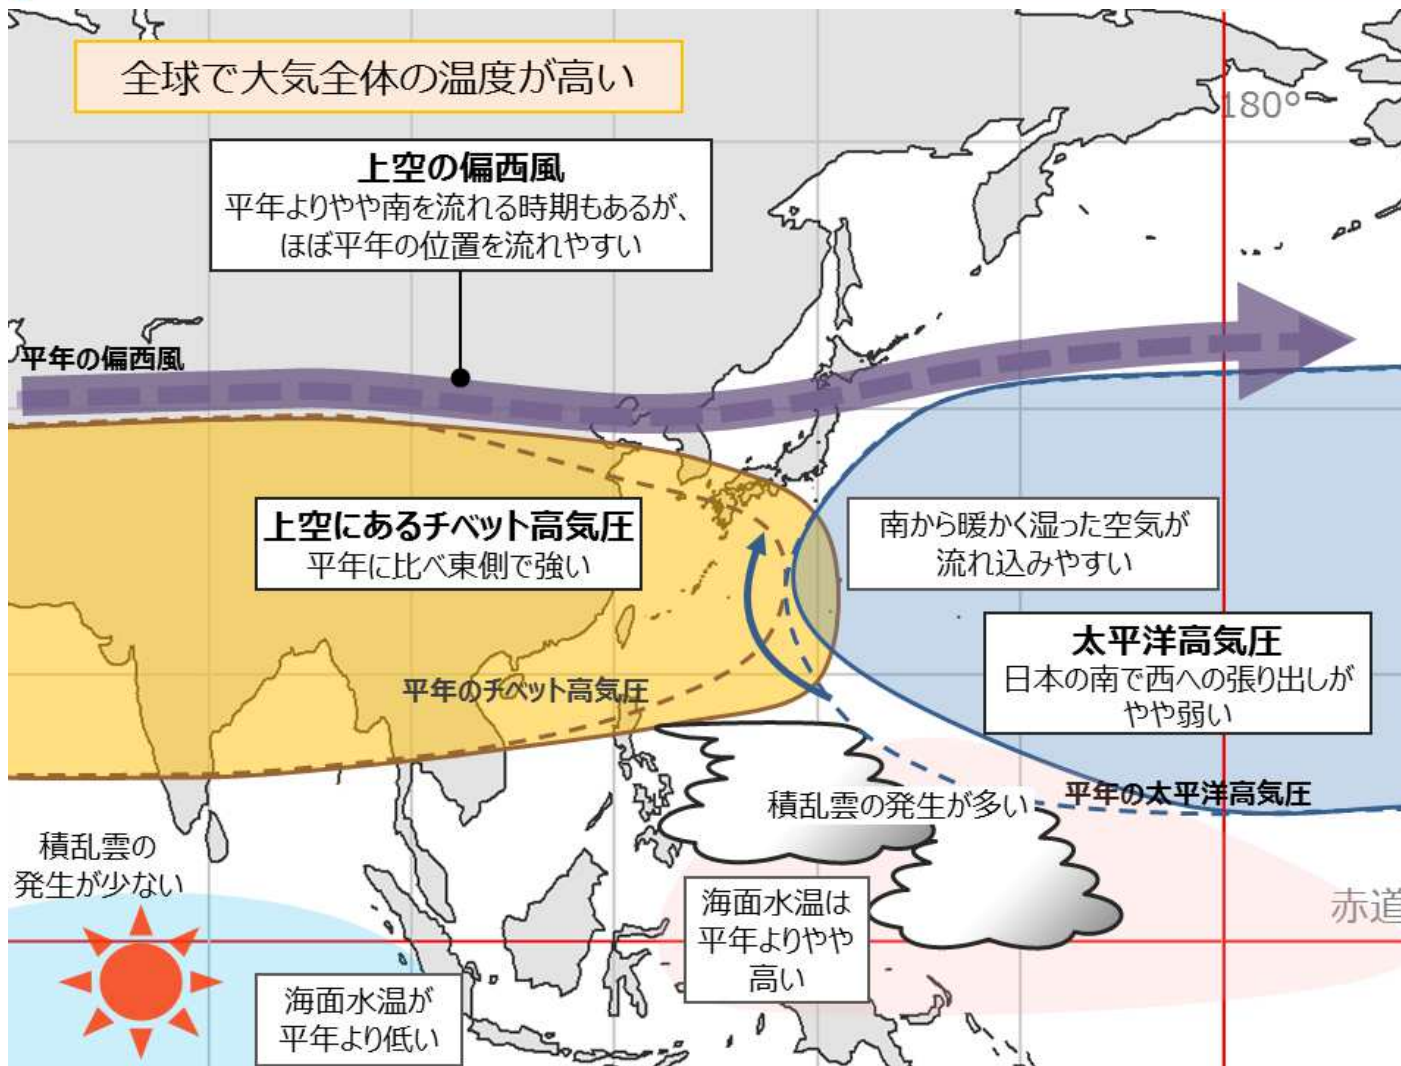 全球で大気全体の温度が高い
180°
上空の偏西風
平年よりやや南を流れる時期もあるが、
ほぼ平年の位置を流れやすい
平年の偏西風
上空にあるチベット高気圧
平年に比べ東側で強い
南から暖かく湿った空気が
流れ込みやすい
太平洋高気圧
日本の南で西への張り出しが
やや弱い
平年のチベット高気圧
積乱雲の発生が多い
平年の太平洋高気圧
積乱雲の
発生が少ない
海面水温は
平年よりやや
高い
赤道
海面水温が
平年より低い